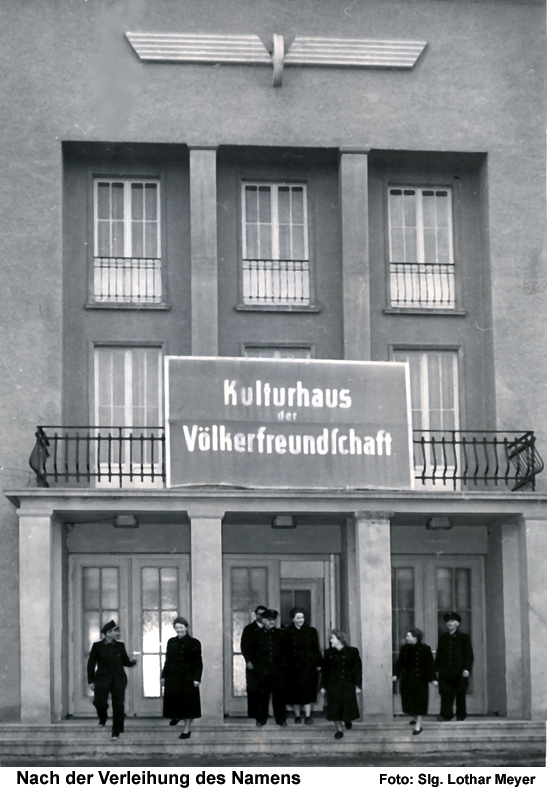 Kulturhaus
der
Völkerfreundſchaft
Nach der Verleihung des Namens
Foto: Slg. Lothar Meyer